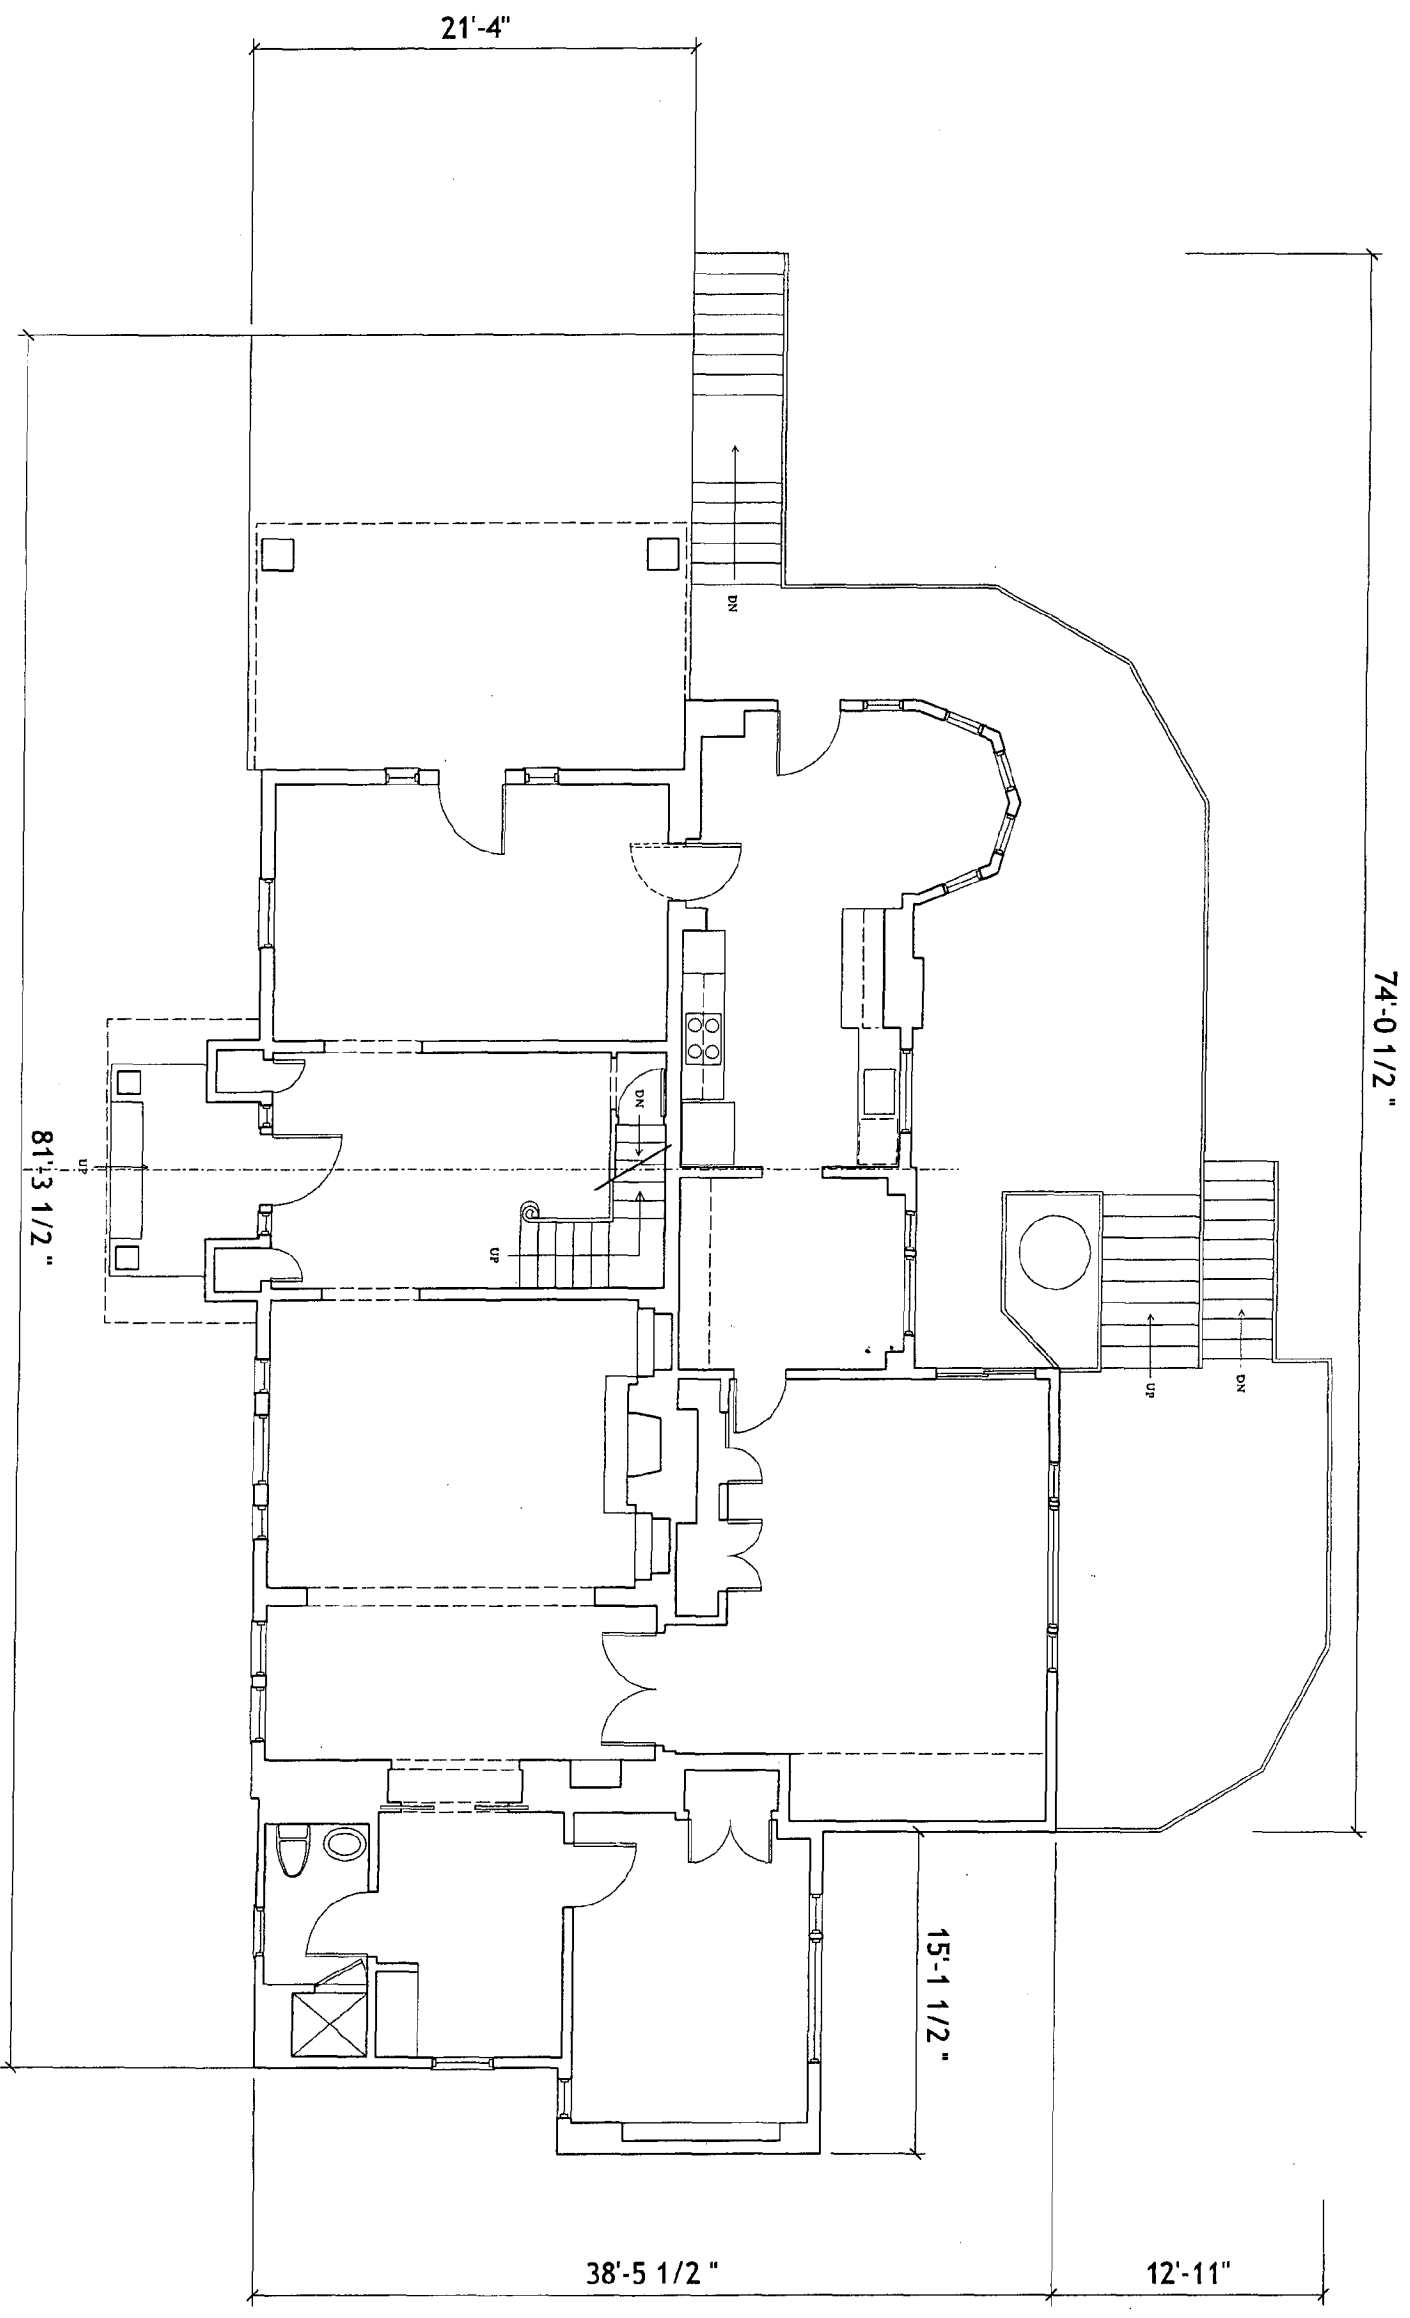 21'-4"
DN
74'-0 1/2 "
DN
UP
81'-3 1/2 "
UP
UP
DN
15'-1 1/2 "
38'-5 1/2 "
12'-11"